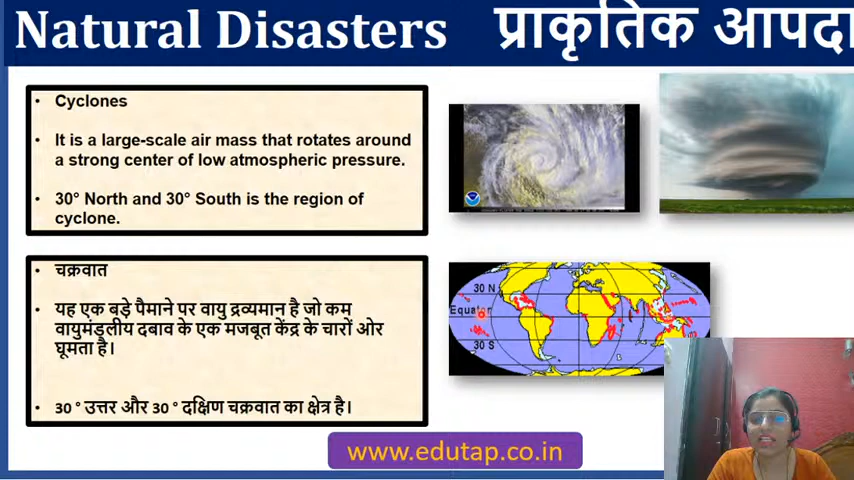 Natural Disasters प्राकृतिक आपदा
• Cyclones
• It is a large-scale air mass that rotates around
a strong center of low atmospheric pressure.
• 30° North and 30° South is the region of
cyclone.
• चक्रवात
• यह एक बड़े पैमाने पर वायु द्रव्यमान है जो कम
वायुमंडलीय दबाव के एक मजबूत केंद्र के चारों ओर
घूमता है।
• 30 ° उत्तर और 30 ° दक्षिण चक्रवात का क्षेत्र है।
30 N
Equator
30 S
www.edutap.co.in